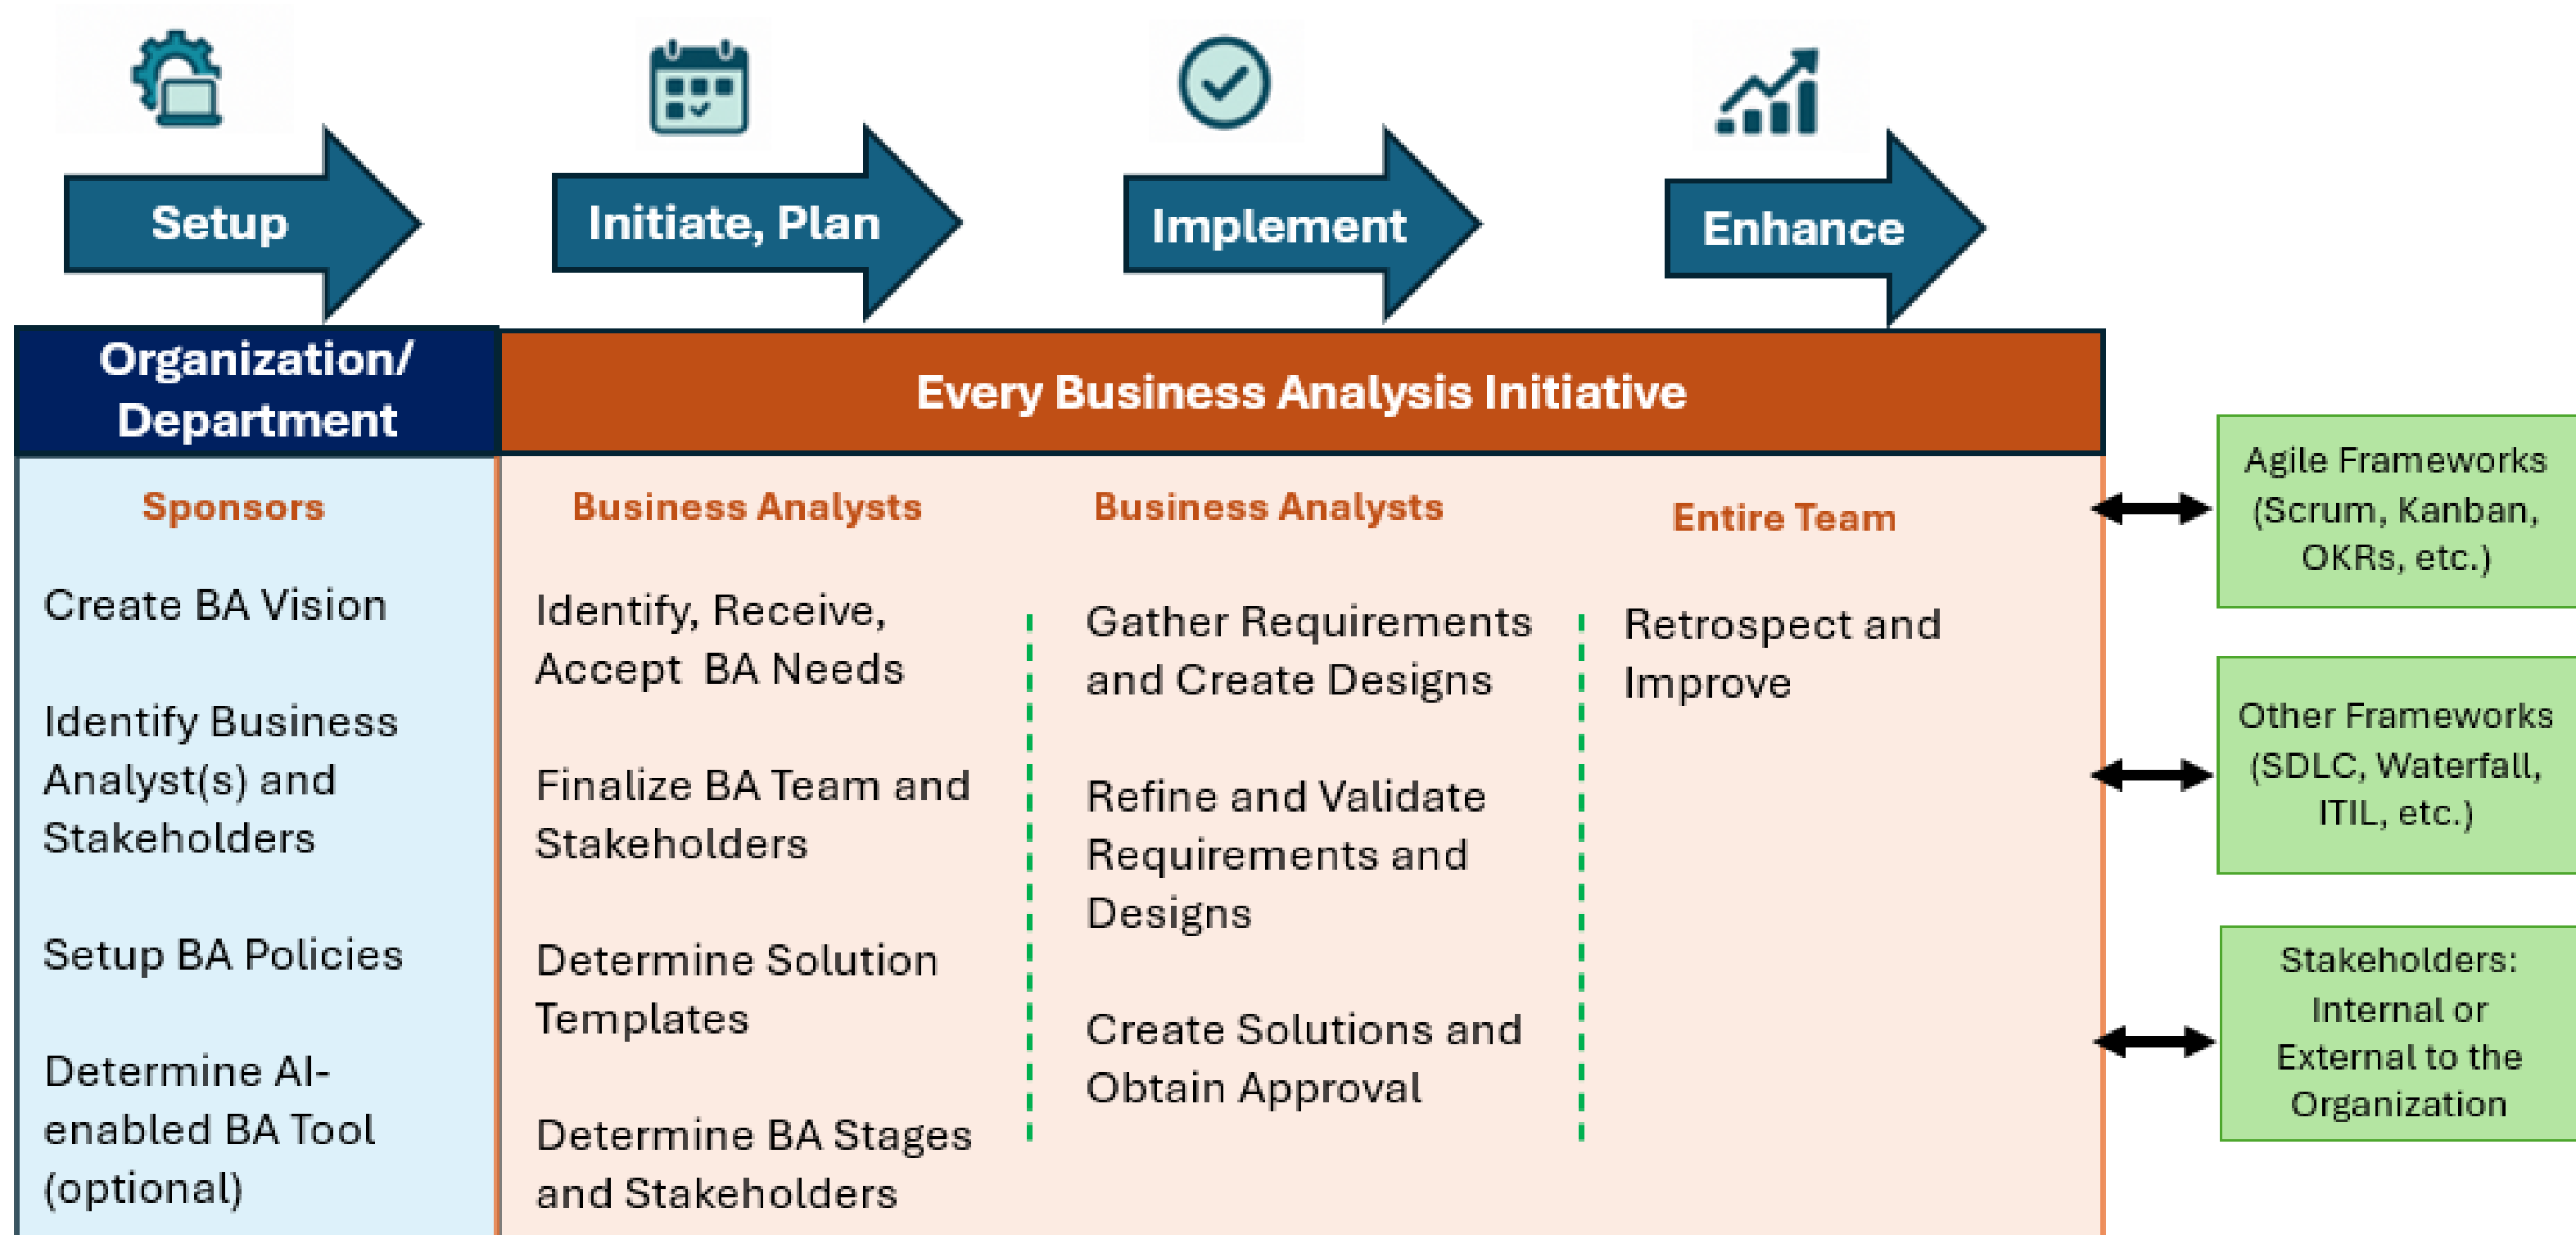 Setup
Initiate, Plan
Implement
Enhance
Organization/
Department
Every Business Analysis Initiative
Sponsors
Create BA Vision
Identify Business
Analyst(s) and
Stakeholders
Setup BA Policies
Determine AI-
enabled BA Tool
(optional)
Business Analysts
Identify, Receive,
Accept BA Needs
Finalize BA Team and
Stakeholders
Determine Solution
Templates
Determine BA Stages
and Stakeholders
Business Analysts
Gather Requirements
and Create Designs
Refine and Validate
Requirements and
Designs
Create Solutions and
Obtain Approval
Entire Team
Retrospect and
Improve
Agile Frameworks
(Scrum, Kanban,
OKRs, etc.)
Other Frameworks
(SDLC, Waterfall,
ITIL, etc.)
Stakeholders:
Internal or
External to the
Organization